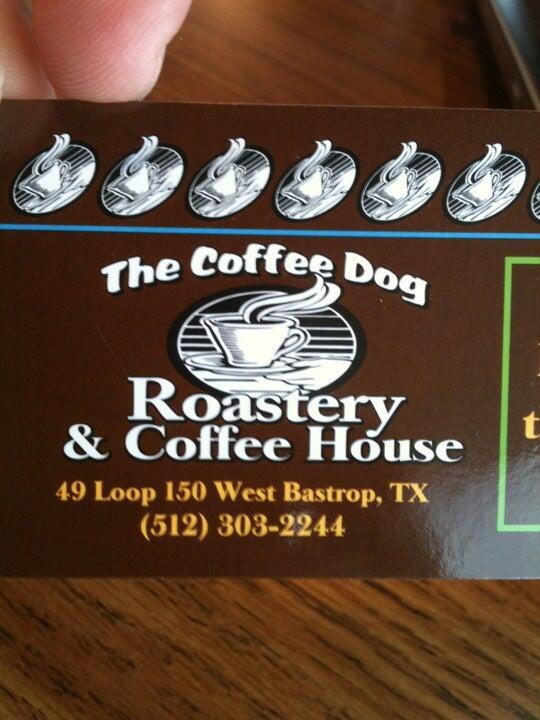 The Coffee Dog
Roastery
& Coffee House
49 Loop 150 West Bastrop, TX
(512) 303-2244